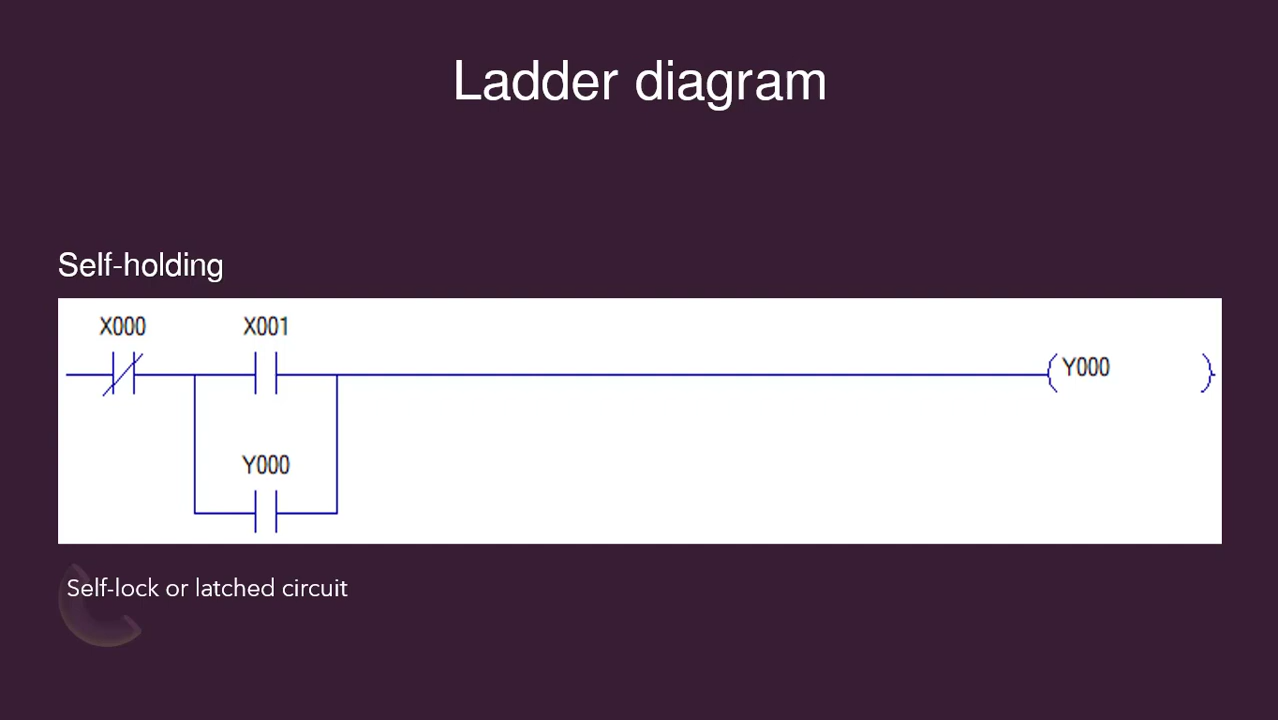 Ladder diagram
Self-holding
X000 X001
Y000
Y000
Self-lock or latched circuit